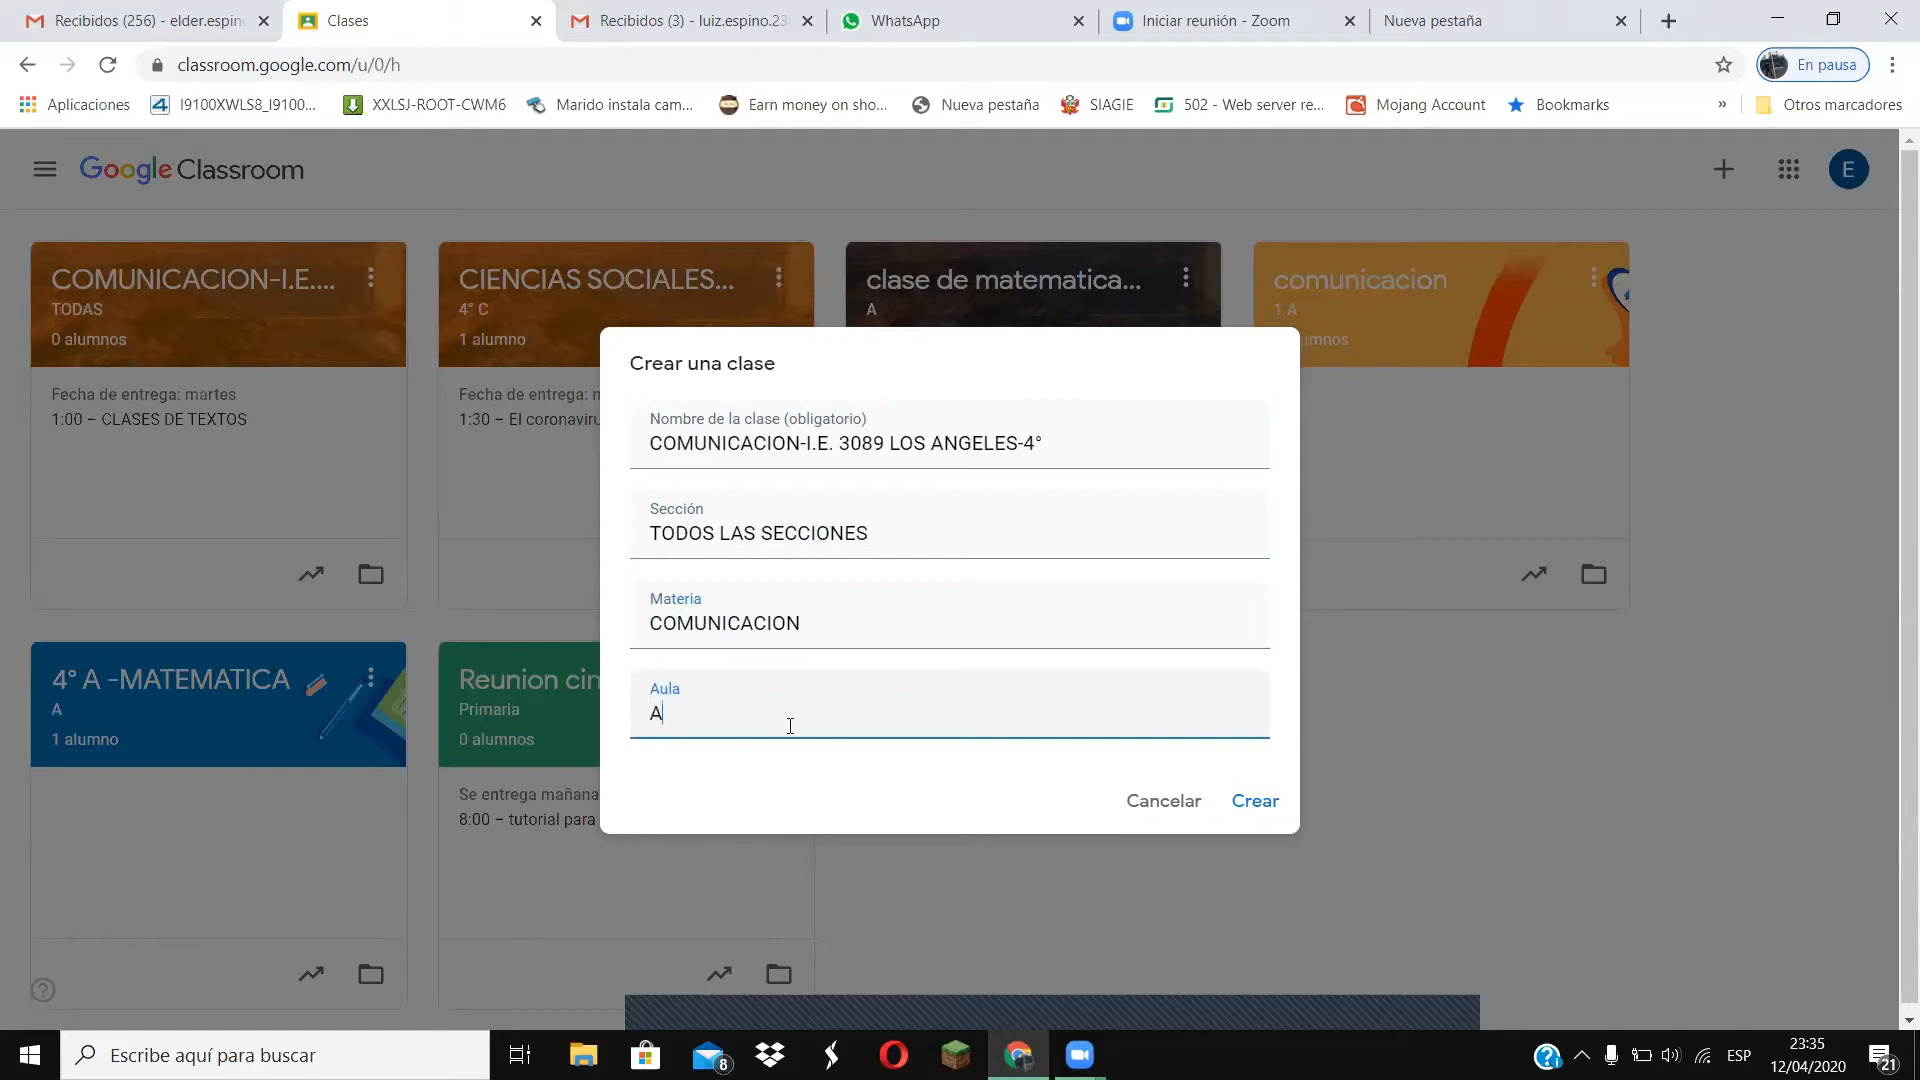 Recibidos (256) - elder.espin
Clases
Recibidos (3) - luiz.espino.23
WhatsApp
Iniciar reunión - Zoom
Nueva pestaña
classroom.google.com/u/0/h
En pausa
Aplicaciones
I9100XWLS8_I9100...
XXLSJ-ROOT-CWM6
Marido instala cam...
Earn money on sho...
Nueva pestaña
SIAGIE
502 - Web server re...
Mojang Account
Bookmarks
»
Otros marcadores
Google Classroom
E
COMUNICACION-I.E....
TODAS
0 alumnos
Fecha de entrega: martes
1:00 – CLASES DE TEXTOS
CIENCIAS SOCIALES...
4° C
1 alumno
Fecha de entrega: m
1:30 – El coronaviru
clase de matematica...
A
comunicacion
1 A
umnos
Crear una clase
Nombre de la clase (obligatorio)
COMUNICACION-I.E. 3089 LOS ANGELES-4°
Sección
TODOS LAS SECCIONES
Materia
COMUNICACION
Aula
A
Cancelar
Crear
4° A -MATEMATICA
A
1 alumno
Reunion cin
Primaria
0 alumnos
Se entrega mañana
8:00 – tutorial para
Escribe aquí para buscar
8
ESP
23:35
12/04/2020
21